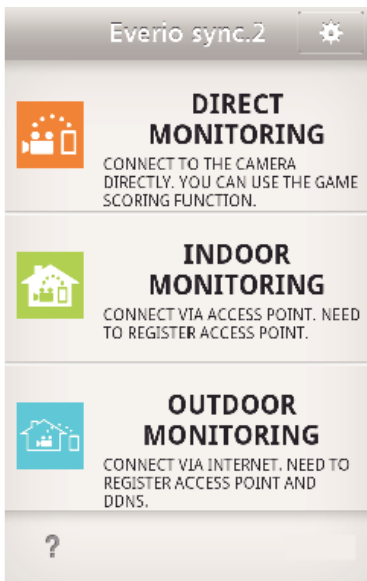 Everio sync.2
DIRECT
MONITORING
CONNECT TO THE CAMERA
DIRECTLY. YOU CAN USE THE GAME
SCORING FUNCTION.
INDOOR
MONITORING
CONNECT VIA ACCESS POINT. NEED
TO REGISTER ACCESS POINT.
OUTDOOR
MONITORING
CONNECT VIA INTERNET. NEED TO
REGISTER ACCESS POINT AND
DDNS.
?